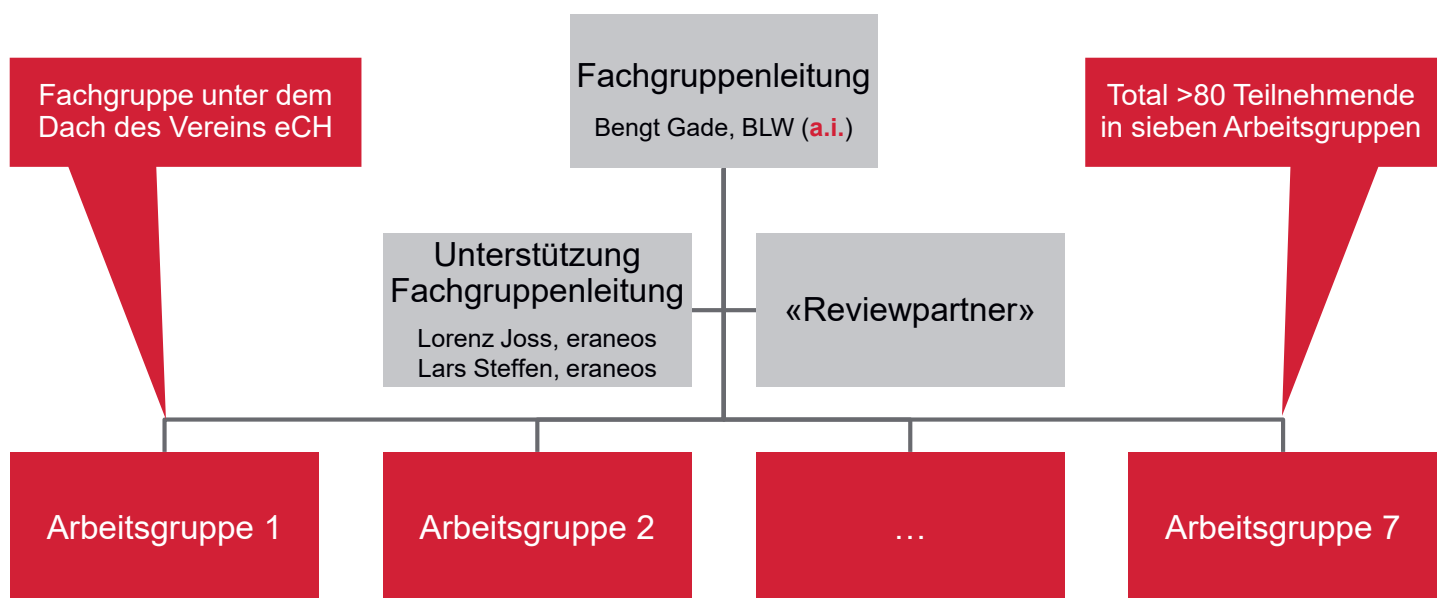 Fachgruppe unter dem
Dach des Vereins eCH
Fachgruppenleitung
Bengt Gade, BLW (a.i.)
Total >80 Teilnehmende
in sieben Arbeitsgruppen
Unterstützung
Fachgruppenleitung
Lorenz Joss, eraneos
Lars Steffen, eraneos
«Reviewpartner»
Arbeitsgruppe 1
Arbeitsgruppe 2
…
Arbeitsgruppe 7